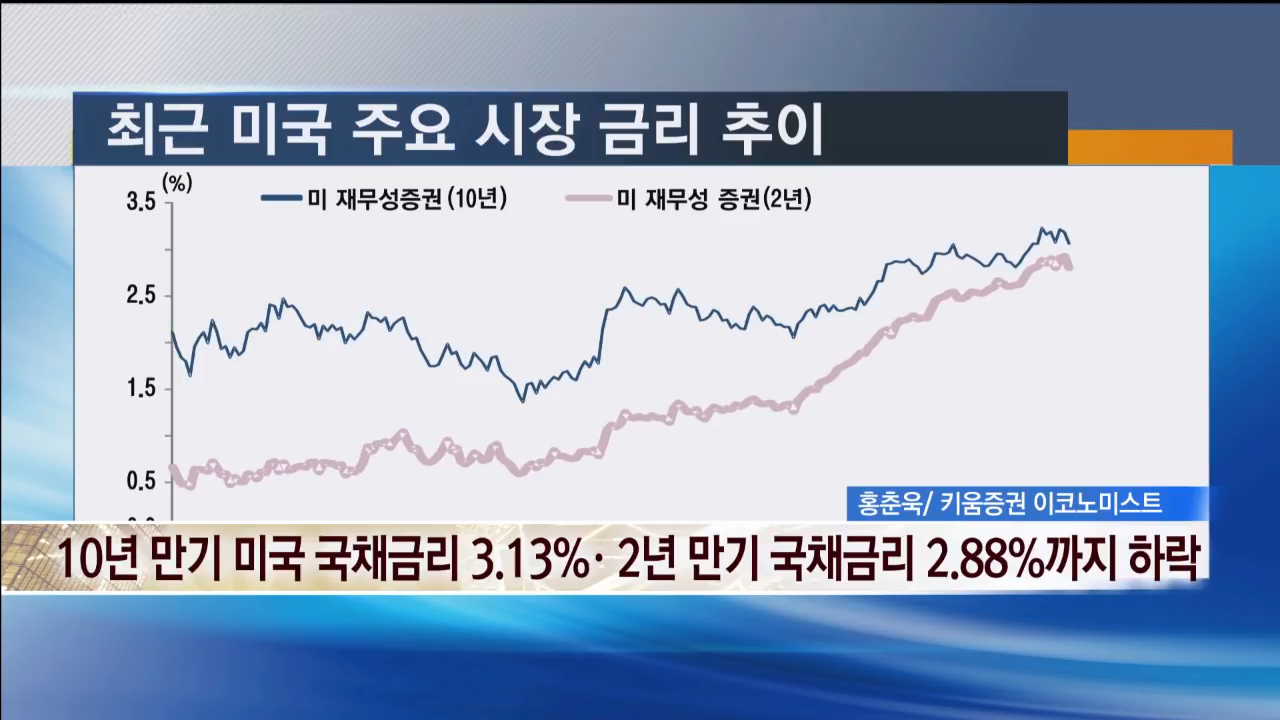 최근 미국 주요 시장 금리 추이
(%)
미 재무성증권(10년)
미 재무성 증권(2년)
3.5
2.5
1.5
0.5
홍춘욱/ 키움증권 이코노미스트
10년 만기 미국 국채금리 3.13%· 2년 만기 국채금리 2.88%까지 하락